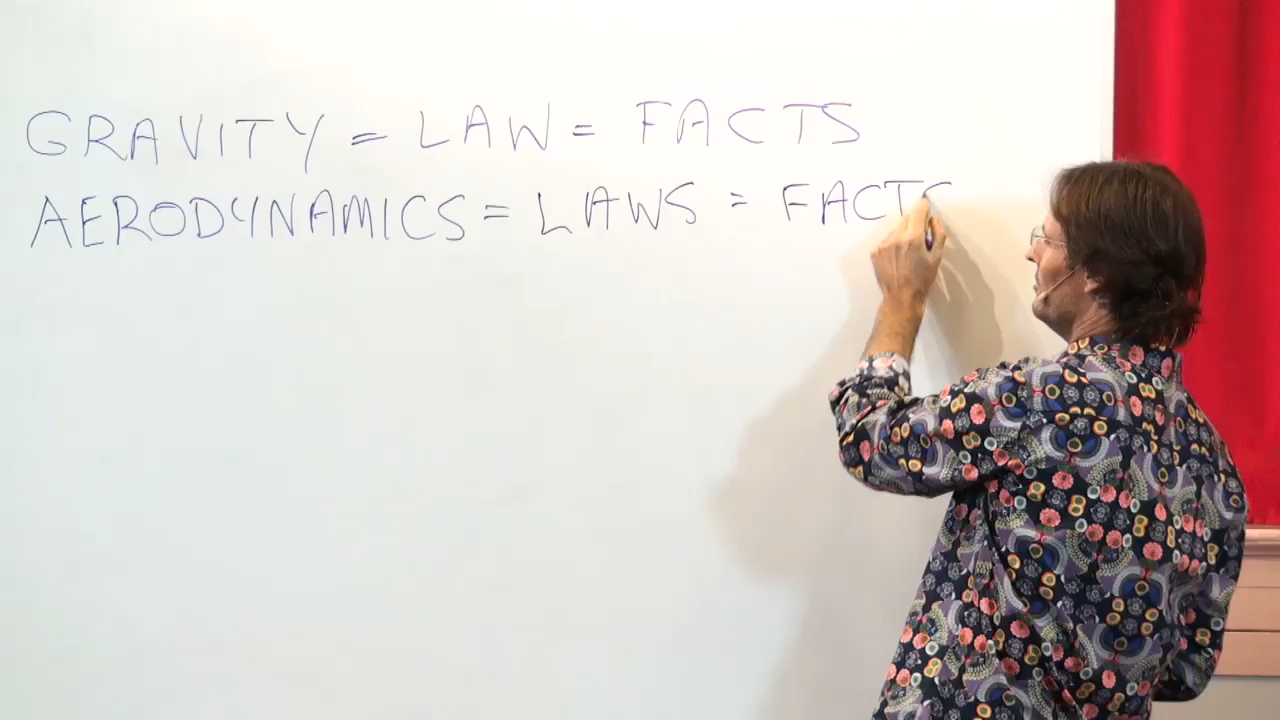 GRAVITY = LAW = FACTS
AERODYNAMICS = LAWS = FACTS